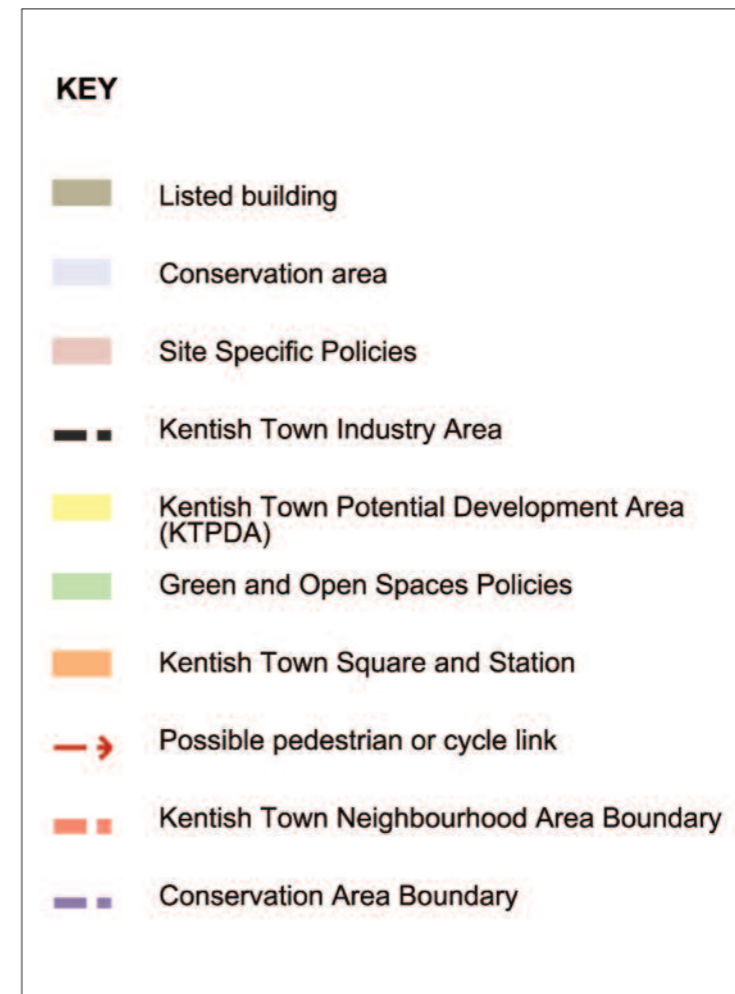 KEY
Listed building
Conservation area
Site Specific Policies
Kentish Town Industry Area
Kentish Town Potential Development Area
(KTPDA)
Green and Open Spaces Policies
Kentish Town Square and Station
Possible pedestrian or cycle link
Kentish Town Neighbourhood Area Boundary
Conservation Area Boundary